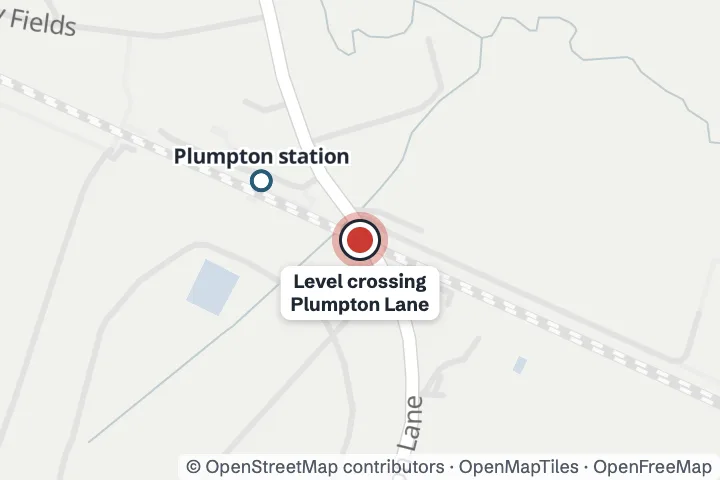 Fields
Plumpton station
Level crossing
Plumpton Lane
Lane
© OpenStreetMap contributors · OpenMapTiles · OpenFreeMap